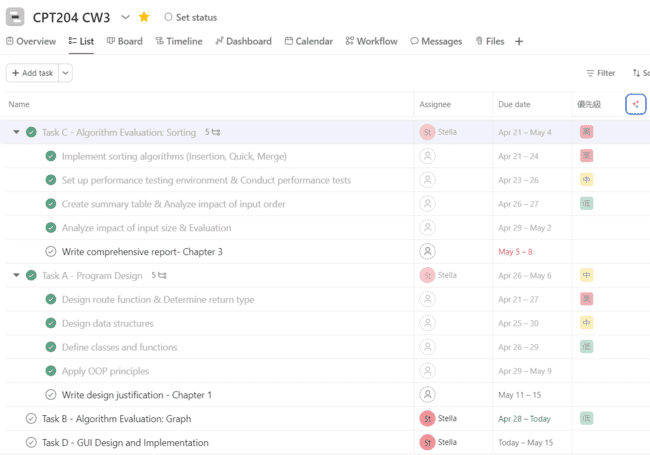 CPT204 CW3 Set status
Overview List Board Timeline Dashboard Calendar Workflow Messages Files +
+ Add task Filter So
Name Assignee Due date 優先級
Task C - Algorithm Evaluation: Sorting 5 St Stella Apr 21 – May 4 高
Implement sorting algorithms (Insertion, Quick, Merge) Apr 21 – 24 高
Set up performance testing environment & Conduct performance tests Apr 23 – 26 中
Create summary table & Analyze impact of input order Apr 26 – 27 低
Analyze impact of input size & Evaluation Apr 29 – May 2
Write comprehensive report- Chapter 3 May 5 – 8
Task A - Program Design 5 St Stella Apr 26 – May 6 中
Design route function & Determine return type Apr 21 – 27 高
Design data structures Apr 25 – 30 中
Define classes and functions Apr 26 – 29 低
Apply OOP principles Apr 29 – May 9
Write design justification - Chapter 1 May 11 – 15
Task B - Algorithm Evaluation: Graph St Stella Apr 28 – Today 低
Task D - GUI Design and Implementation St Stella Today – May 15